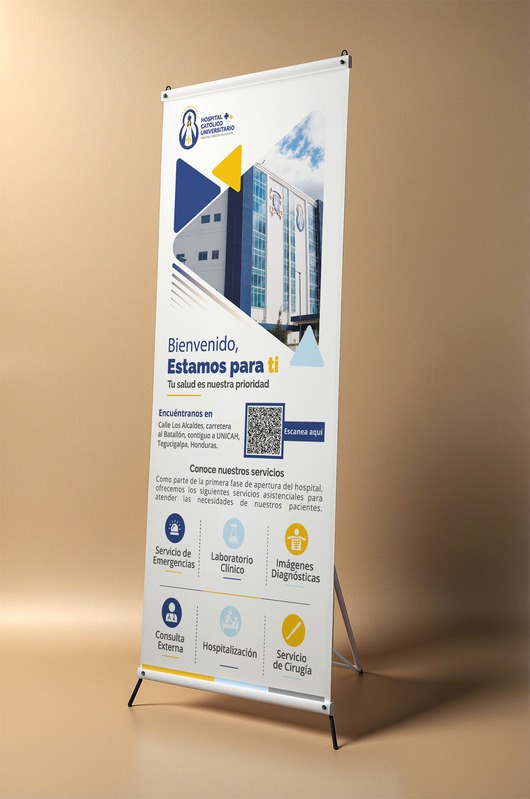 HOSPITAL
CATÓLICO
UNIVERSITARIO
Bienvenido,
Estamos para ti
Tu salud es nuestra prioridad
Encuéntranos en
Calle Los Alcaldes, carretera
al Batallón, contiguo a UNICAH,
Tegucigalpa, Honduras.
Escanea aquí
Conoce nuestros servicios
Como parte de la primera fase de apertura del hospital,
ofrecemos los siguientes servicios asistenciales para
atender las necesidades de nuestros pacientes.
Servicio de
Emergencias
Laboratorio
Clínico
Imágenes
Diagnósticas
Consulta
Externa
Hospitalización
Servicio
de Cirugía